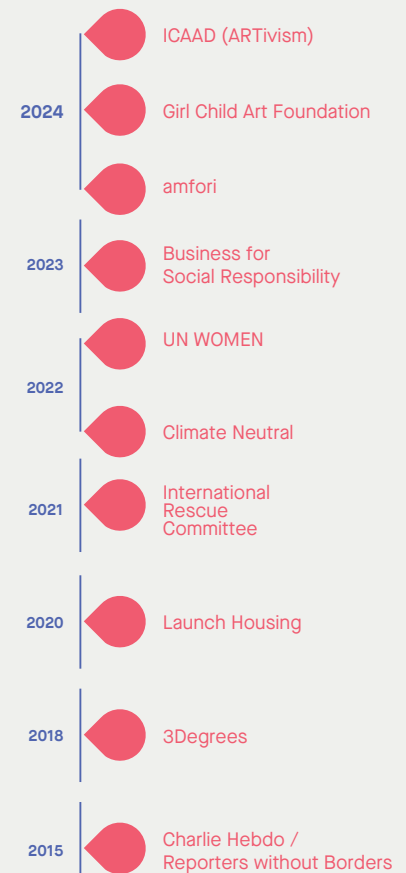 ICAAD (ARTivism)
2024
Girl Child Art Foundation
amfori
2023
Business for
Social Responsibility
UN WOMEN
2022
Climate Neutral
2021
International
Rescue
Committee
2020
Launch Housing
2018
3Degrees
2015
Charlie Hebdo /
Reporters without Borders